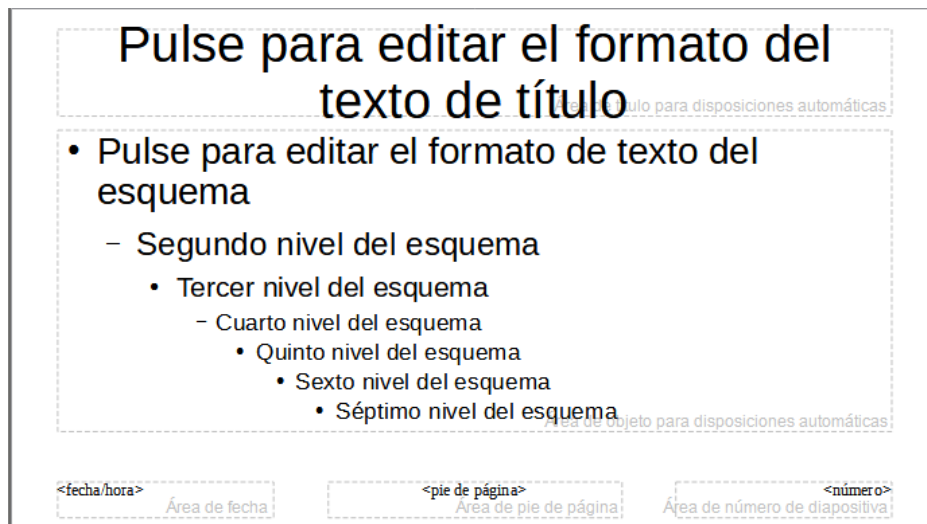 Pulse para editar el formato del
texto de título
Área de título para disposiciones automáticas
• Pulse para editar el formato de texto del
esquema
– Segundo nivel del esquema
• Tercer nivel del esquema
– Cuarto nivel del esquema
• Quinto nivel del esquema
• Sexto nivel del esquema
• Séptimo nivel del esquema
Área de objeto para disposiciones automáticas
<fecha/hora>
Área de fecha
<pie de página>
Área de pie de página
<número>
Área de número de diapositiva